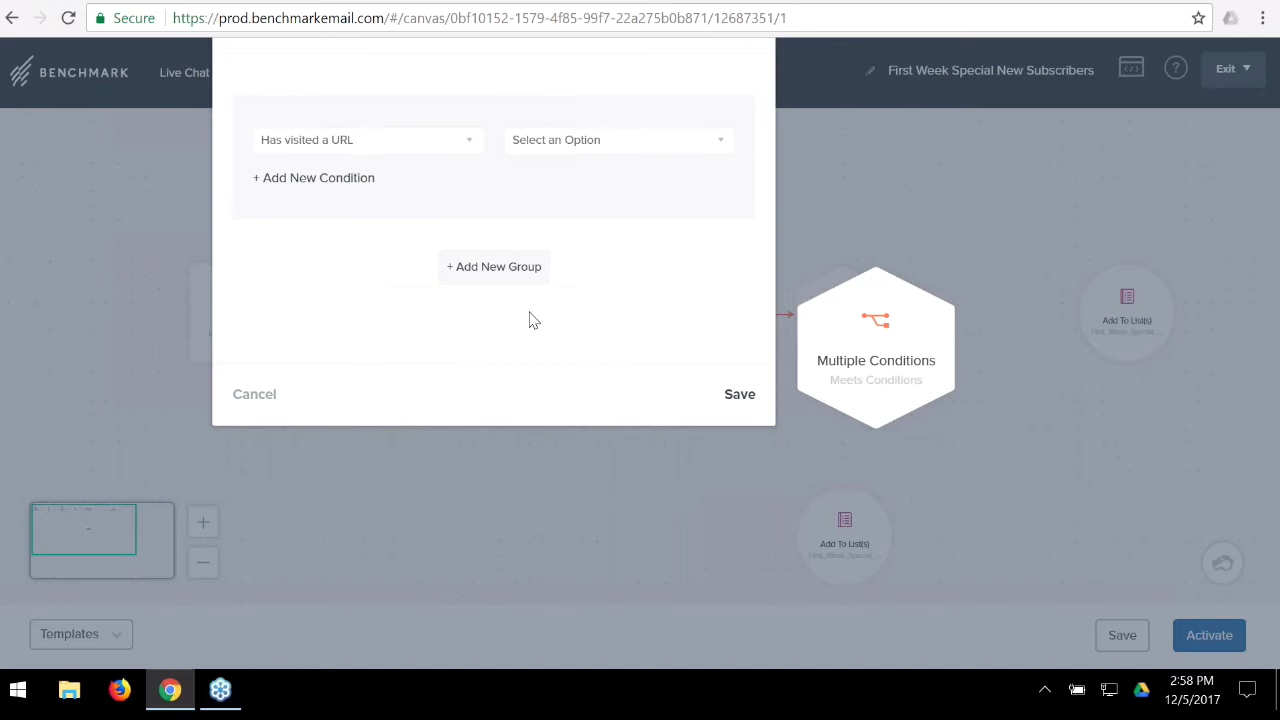 Secure
https://prod.benchmarkemail.com/#/canvas/0bf10152-1579-4f85-99f7-22a275b0b871/12687351/1
BENCHMARK
Live Chat
First Week Special New Subscribers
?
Exit
Has visited a URL
Select an Option
+ Add New Condition
+ Add New Group
Cancel
Save
Multiple Conditions
Meets Conditions
Add To List(s)
First_Week_Special_...
Add To List(s)
First_Week_Special_...
+
−
Templates
Save
Activate
2:58 PM
12/5/2017